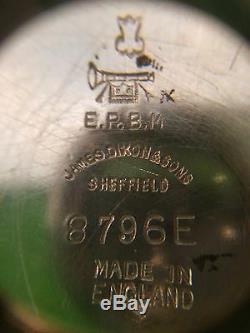 E.P.B.M
JAMES DIXON & SONS
SHEFFIELD
8796E
MADE IN
ENGLAND